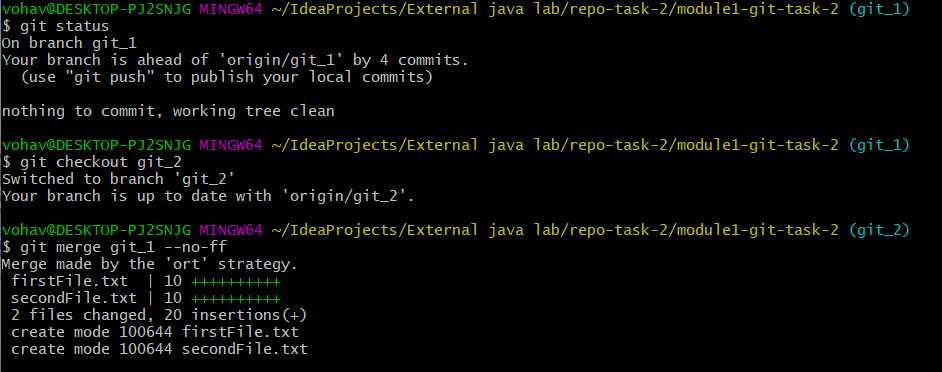 vohav@DESKTOP-PJ2SNJG MINGW64 ~/IdeaProjects/External java lab/repo-task-2/module1-git-task-2 (git_1)
$ git status
On branch git_1
Your branch is ahead of 'origin/git_1' by 4 commits.
  (use "git push" to publish your local commits)

nothing to commit, working tree clean

vohav@DESKTOP-PJ2SNJG MINGW64 ~/IdeaProjects/External java lab/repo-task-2/module1-git-task-2 (git_1)
$ git checkout git_2
Switched to branch 'git_2'
Your branch is up to date with 'origin/git_2'.

vohav@DESKTOP-PJ2SNJG MINGW64 ~/IdeaProjects/External java lab/repo-task-2/module1-git-task-2 (git_2)
$ git merge git_1 --no-ff
Merge made by the 'ort' strategy.
 firstFile.txt  | 10 ++++++++++
 secondFile.txt | 10 ++++++++++
 2 files changed, 20 insertions(+)
 create mode 100644 firstFile.txt
 create mode 100644 secondFile.txt